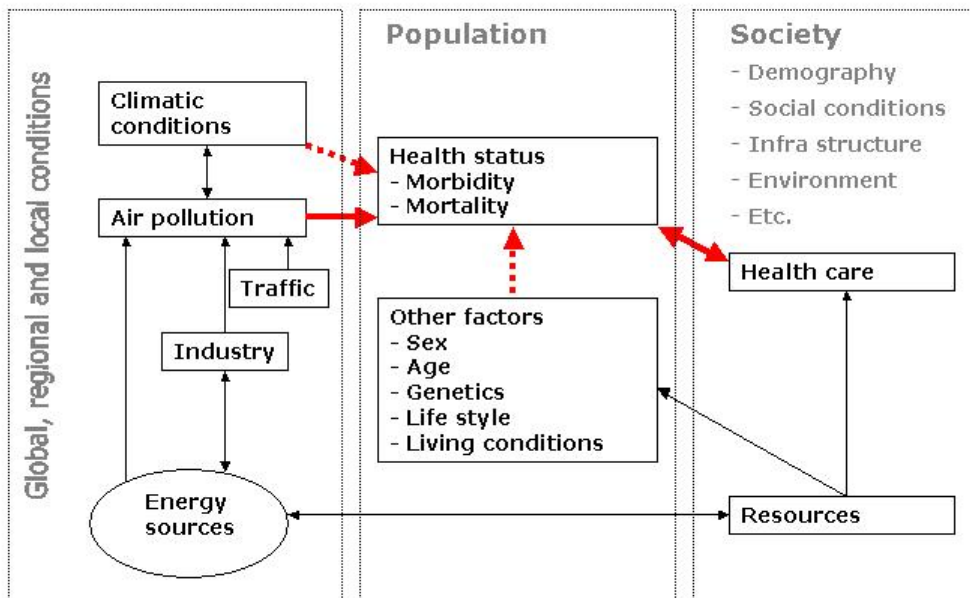 Global, regional and local conditions
Climatic
conditions
Air pollution
Traffic
Industry
Energy
sources
Population
Health status
- Morbidity
- Mortality
Other factors
- Sex
- Age
- Genetics
- Life style
- Living conditions
Society
- Demography
- Social conditions
- Infra structure
- Environment
- Etc.
Health care
Resources